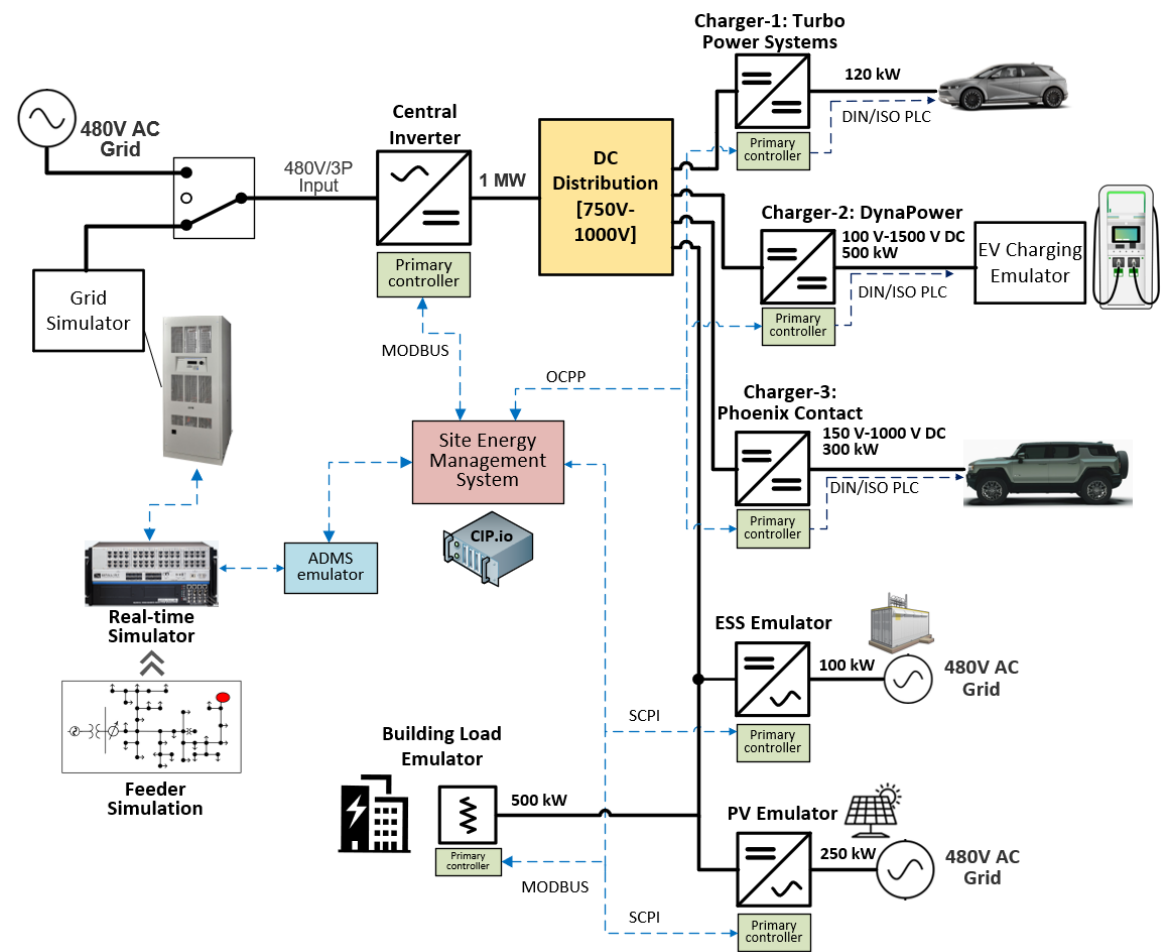 Charger-1: Turbo
Power Systems
120 kW
DIN/ISO PLC
Primary
controller
480V AC
Grid
480V/3P
Input
Central
Inverter
1 MW
Primary
controller
DC
Distribution
[750V-
1000V]
Charger-2: DynaPower
100 V-1500 V DC
500 kW
DIN/ISO PLC
EV Charging
Emulator
Primary
controller
Grid
Simulator
MODBUS
OCPP
Charger-3:
Phoenix Contact
150 V-1000 V DC
300 kW
DIN/ISO PLC
Primary
controller
Site Energy
Management
System
CIP.io
ADMS
emulator
Real-time
Simulator
Feeder
Simulation
ESS Emulator
100 kW
480V AC
Grid
SCPI
Primary
controller
Building Load
Emulator
500 kW
Primary
controller
MODBUS
PV Emulator
250 kW
480V AC
Grid
SCPI
Primary
controller